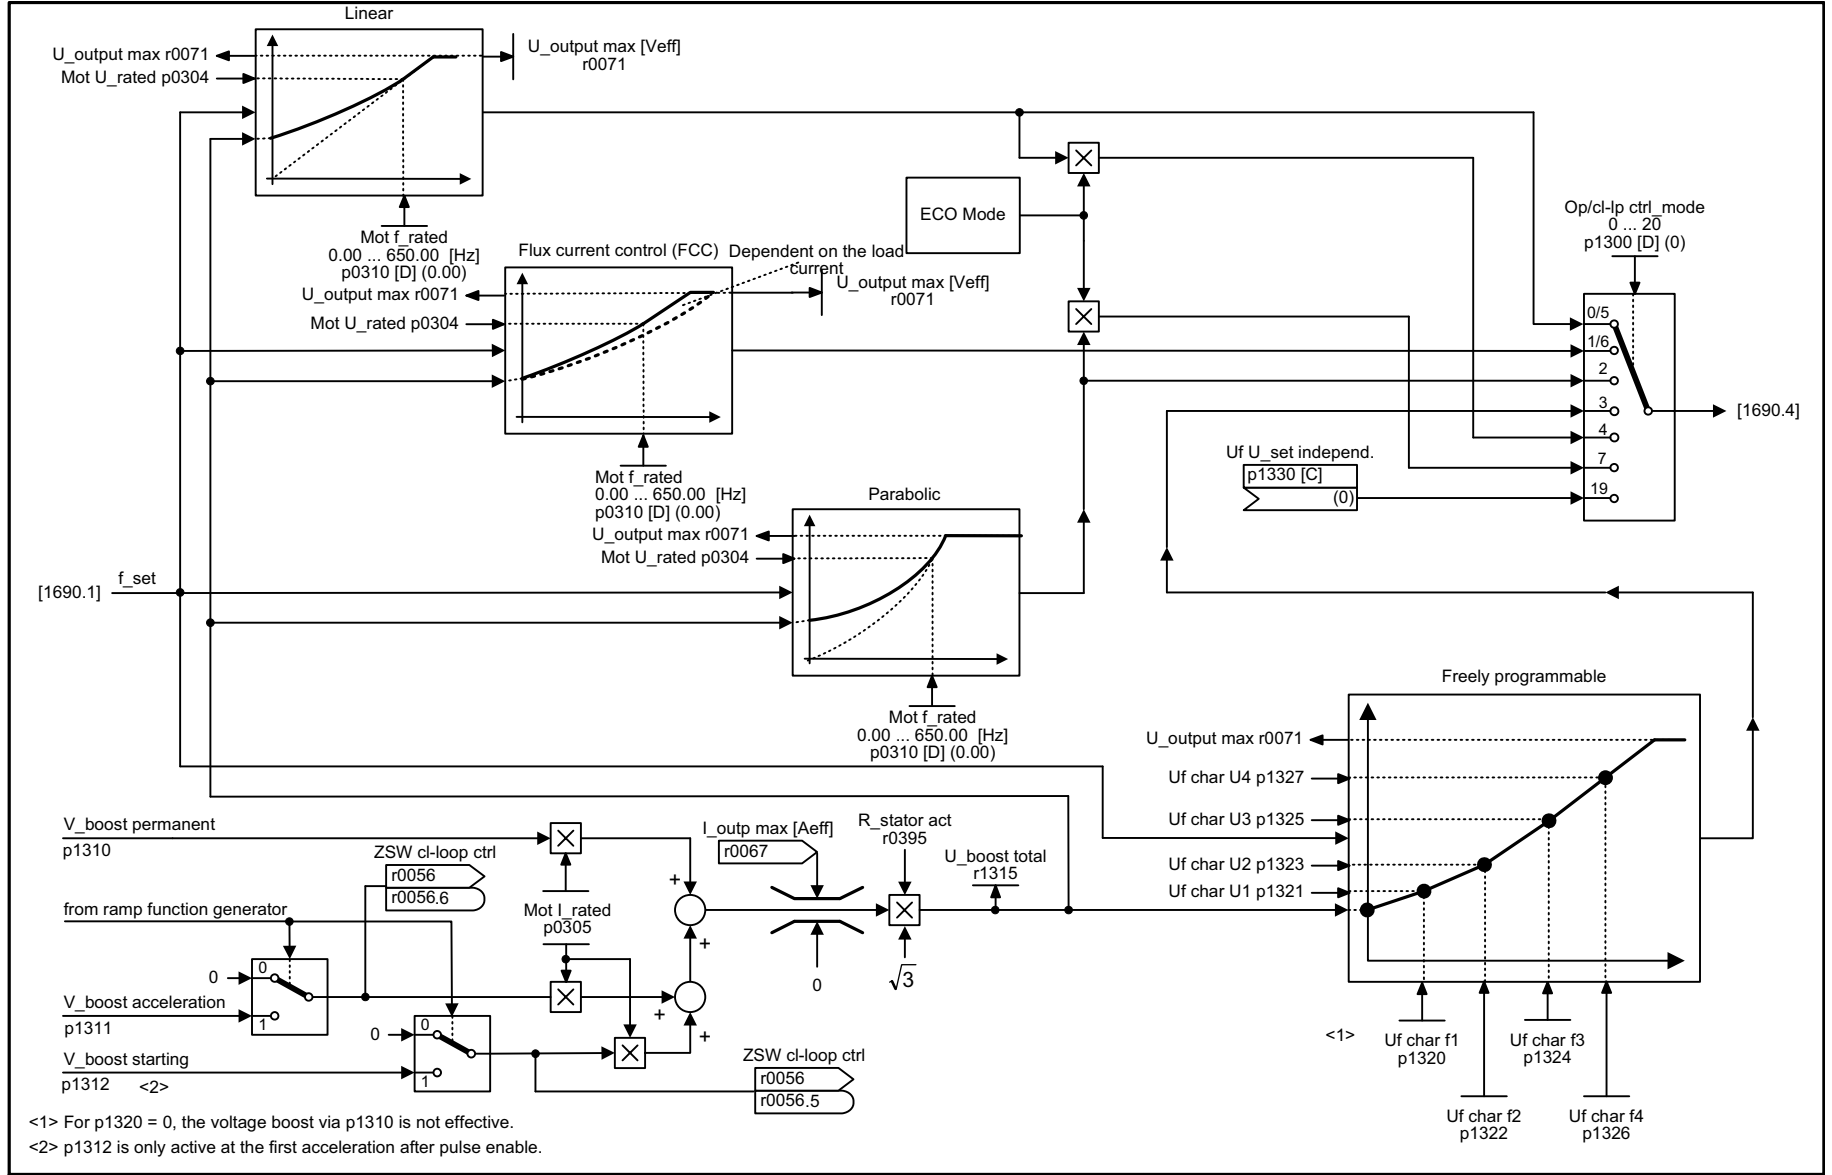 Linear
U_output max r0071
Mot U_rated p0304
U_output max [Veff]
r0071
Mot f_rated
0.00 ... 650.00 [Hz]
p0310 [D] (0.00)
ECO Mode
Op/cl-lp ctrl_mode
0 ... 20
p1300 [D] (0)
Flux current control (FCC)
Dependent on the load
current
U_output max r0071
Mot U_rated p0304
U_output max [Veff]
r0071
Mot f_rated
0.00 ... 650.00 [Hz]
p0310 [D] (0.00)
0/5
1/6
2
3
4
7
19
[1690.4]
Uf U_set independ.
p1330 [C]
(0)
Parabolic
U_output max r0071
Mot U_rated p0304
[1690.1]
f_set
Mot f_rated
0.00 ... 650.00 [Hz]
p0310 [D] (0.00)
Freely programmable
U_output max r0071
Uf char U4 p1327
Uf char U3 p1325
Uf char U2 p1323
Uf char U1 p1321
V_boost permanent
p1310
ZSW cl-loop ctrl
r0056
r0056.6
from ramp function generator
Mot I_rated
p0305
I_outp max [Aeff]
r0067
R_stator act
r0395
U_boost total
r1315
+
+
+
+
0
√3
0
0
1
V_boost acceleration
p1311
0
0
1
V_boost starting
p1312
<2>
ZSW cl-loop ctrl
r0056
r0056.5
<1>
Uf char f1
p1320
Uf char f3
p1324
Uf char f2
p1322
Uf char f4
p1326
<1> For p1320 = 0, the voltage boost via p1310 is not effective.
<2> p1312 is only active at the first acceleration after pulse enable.